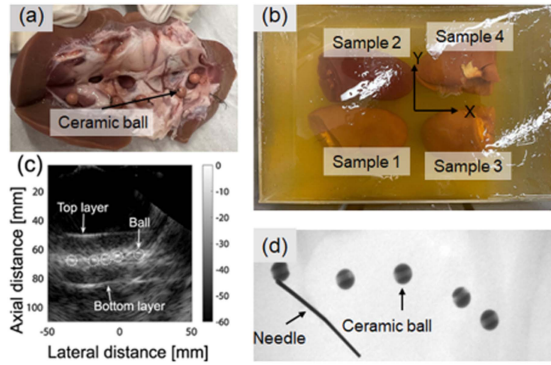 (a)
Ceramic ball
(b)
Sample 2
Sample 4
Y
X
Sample 1
Sample 3
(c)
Axial distance [mm]
20
40
60
80
100
Top layer
Ball
Bottom layer
-50
0
50
Lateral distance [mm]
0
-10
-20
-30
-40
-50
-60
(d)
Needle
Ceramic ball